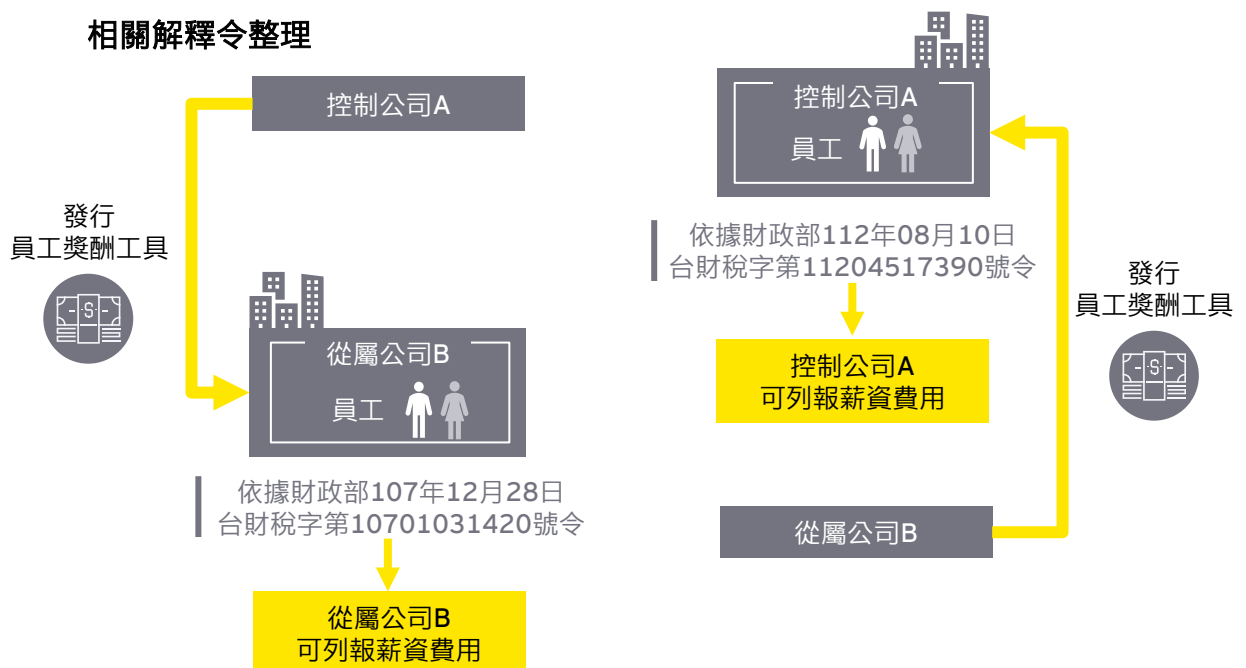 相關解釋令整理
控制公司A
發行
員工獎酬工具
-S-
從屬公司B
員工
依據財政部107年12月28日
台財稅字第10701031420號令
從屬公司B
可列報薪資費用
控制公司A
員工
依據財政部112年08月10日
台財稅字第11204517390號令
控制公司A
可列報薪資費用
發行
員工獎酬工具
-S-
從屬公司B